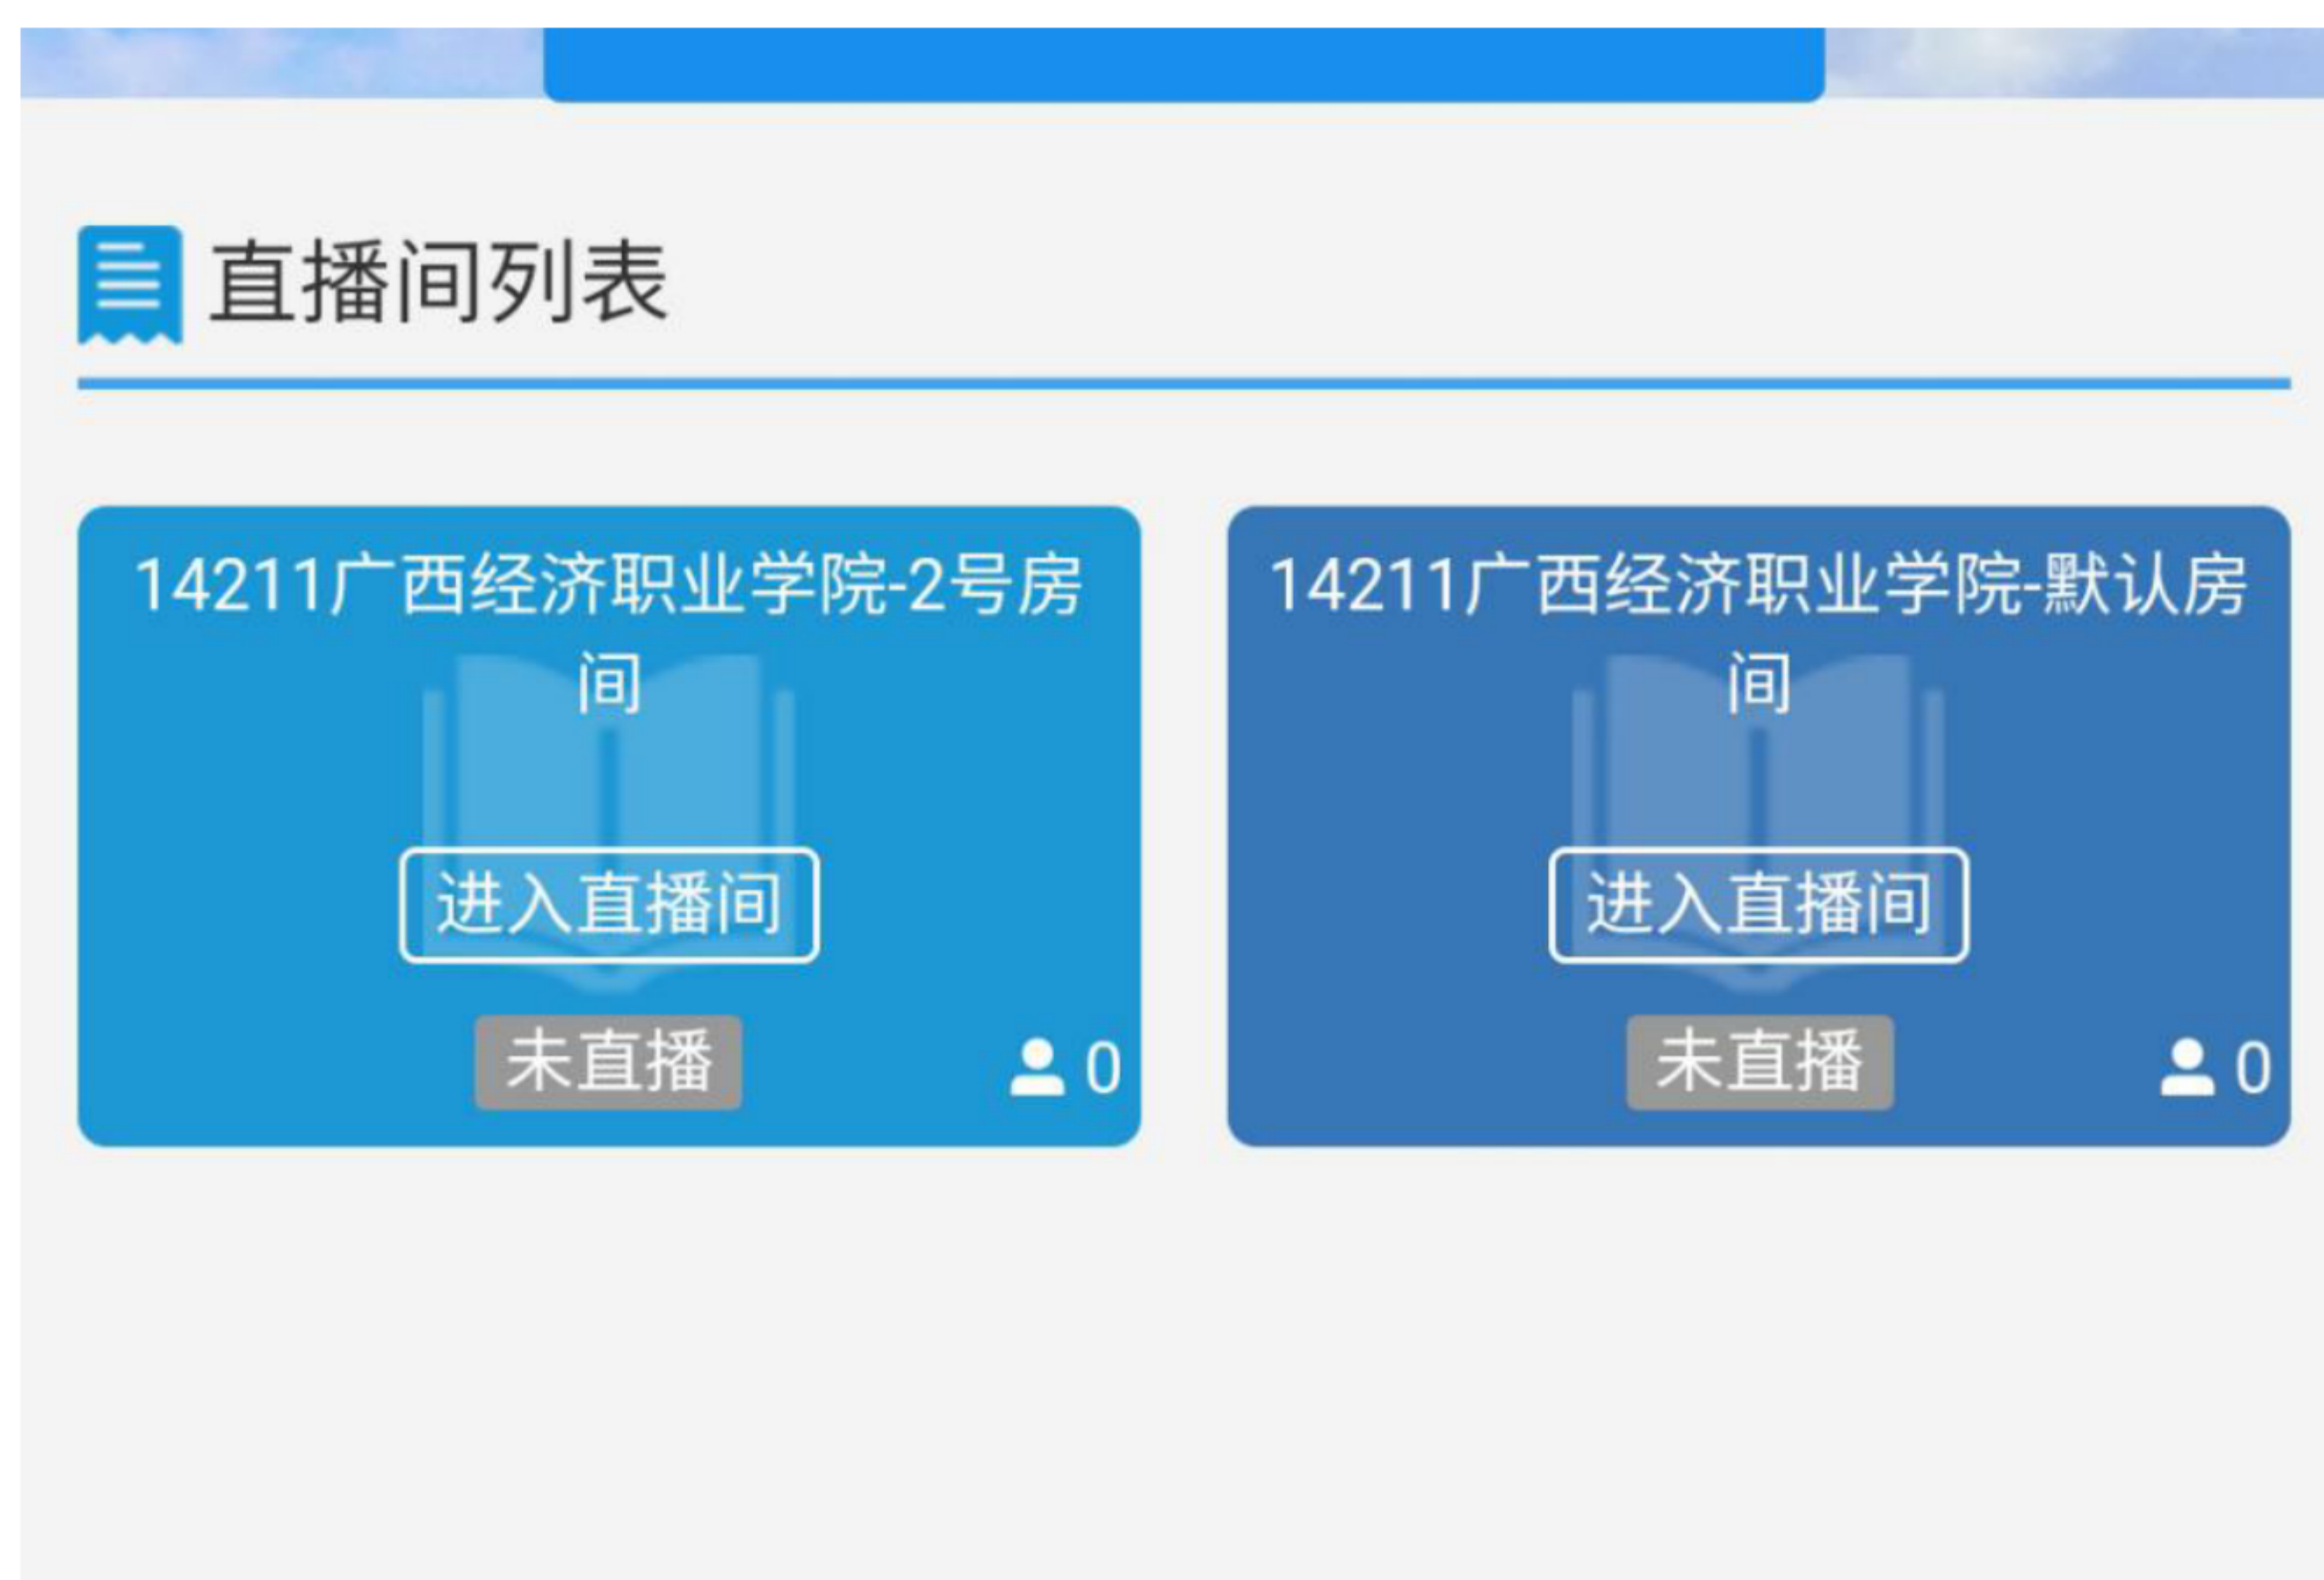 直播间列表
14211广西经济职业学院-2号房
间
进入直播间
未直播
0
14211广西经济职业学院-默认房
间
进入直播间
未直播
0